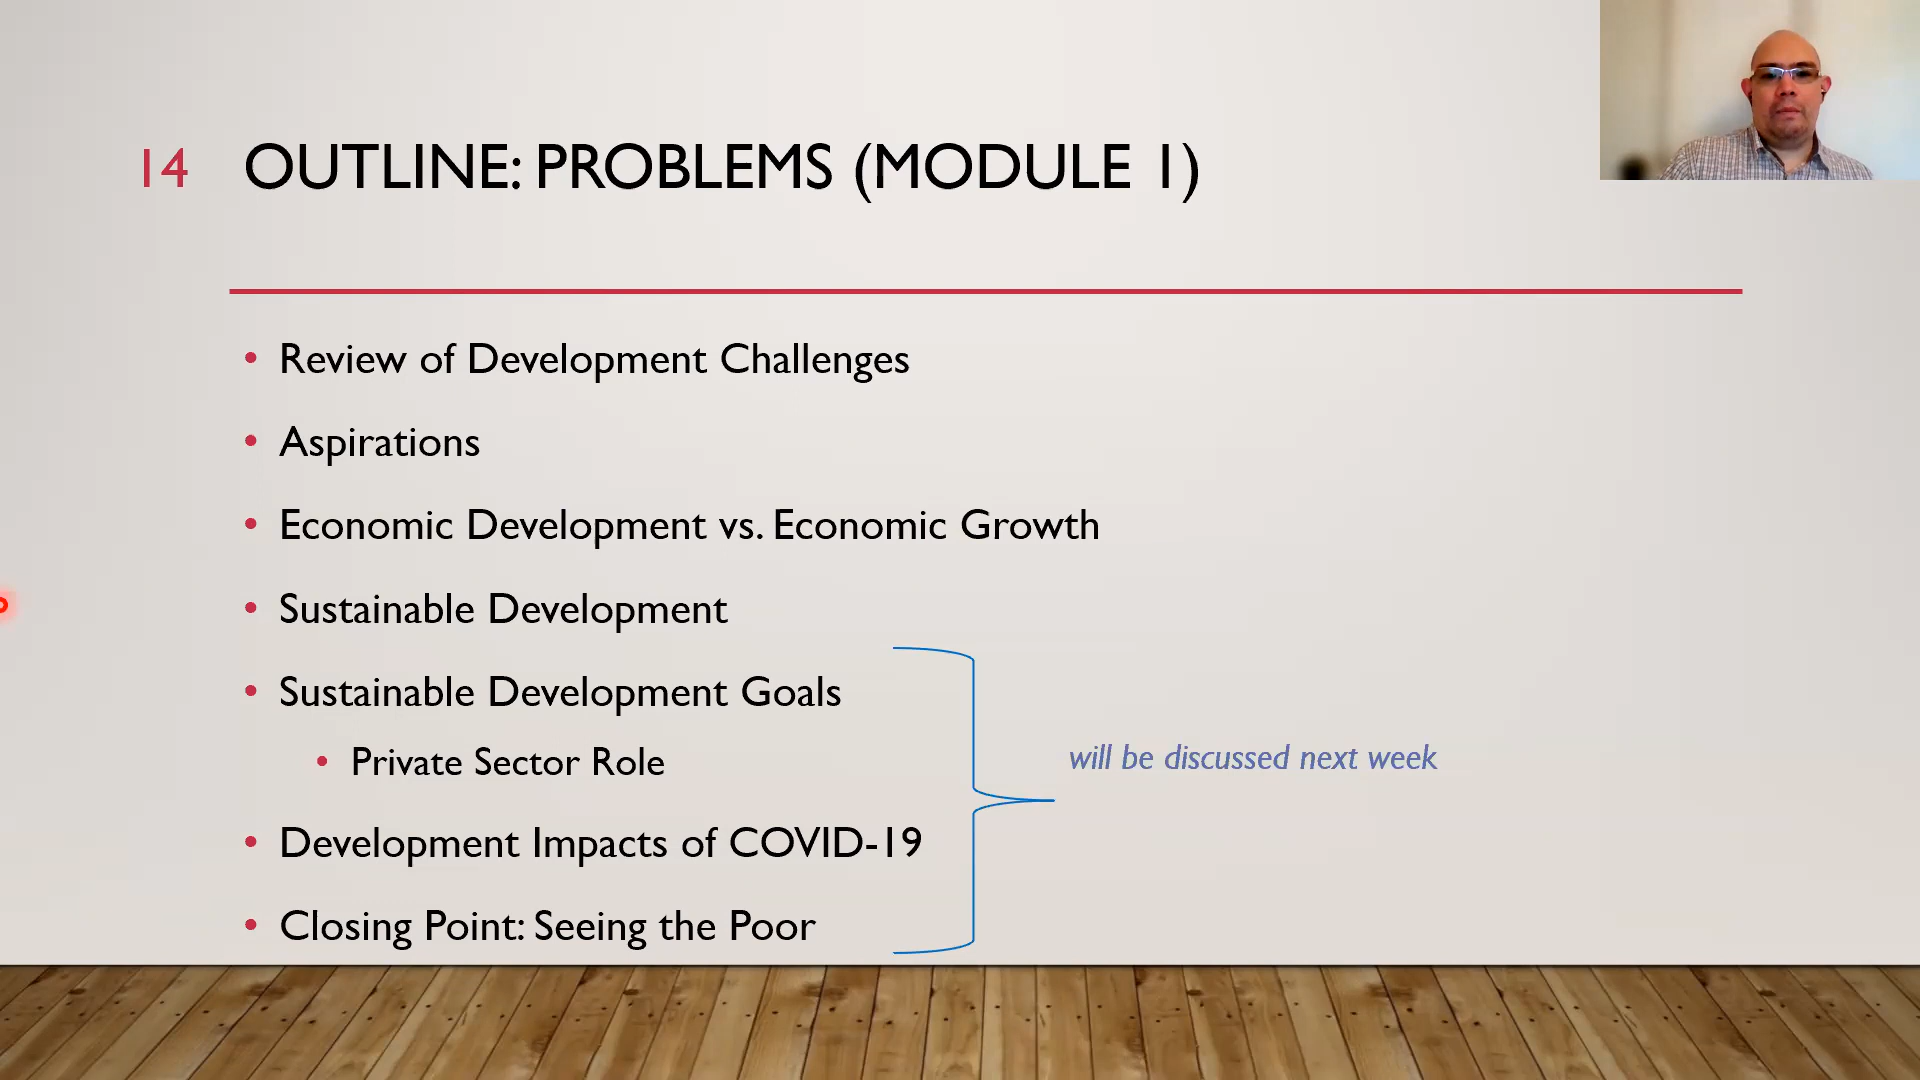 14 OUTLINE: PROBLEMS (MODULE 1)
• Review of Development Challenges
• Aspirations
• Economic Development vs. Economic Growth
• Sustainable Development
• Sustainable Development Goals
• Private Sector Role
will be discussed next week
• Development Impacts of COVID-19
• Closing Point: Seeing the Poor